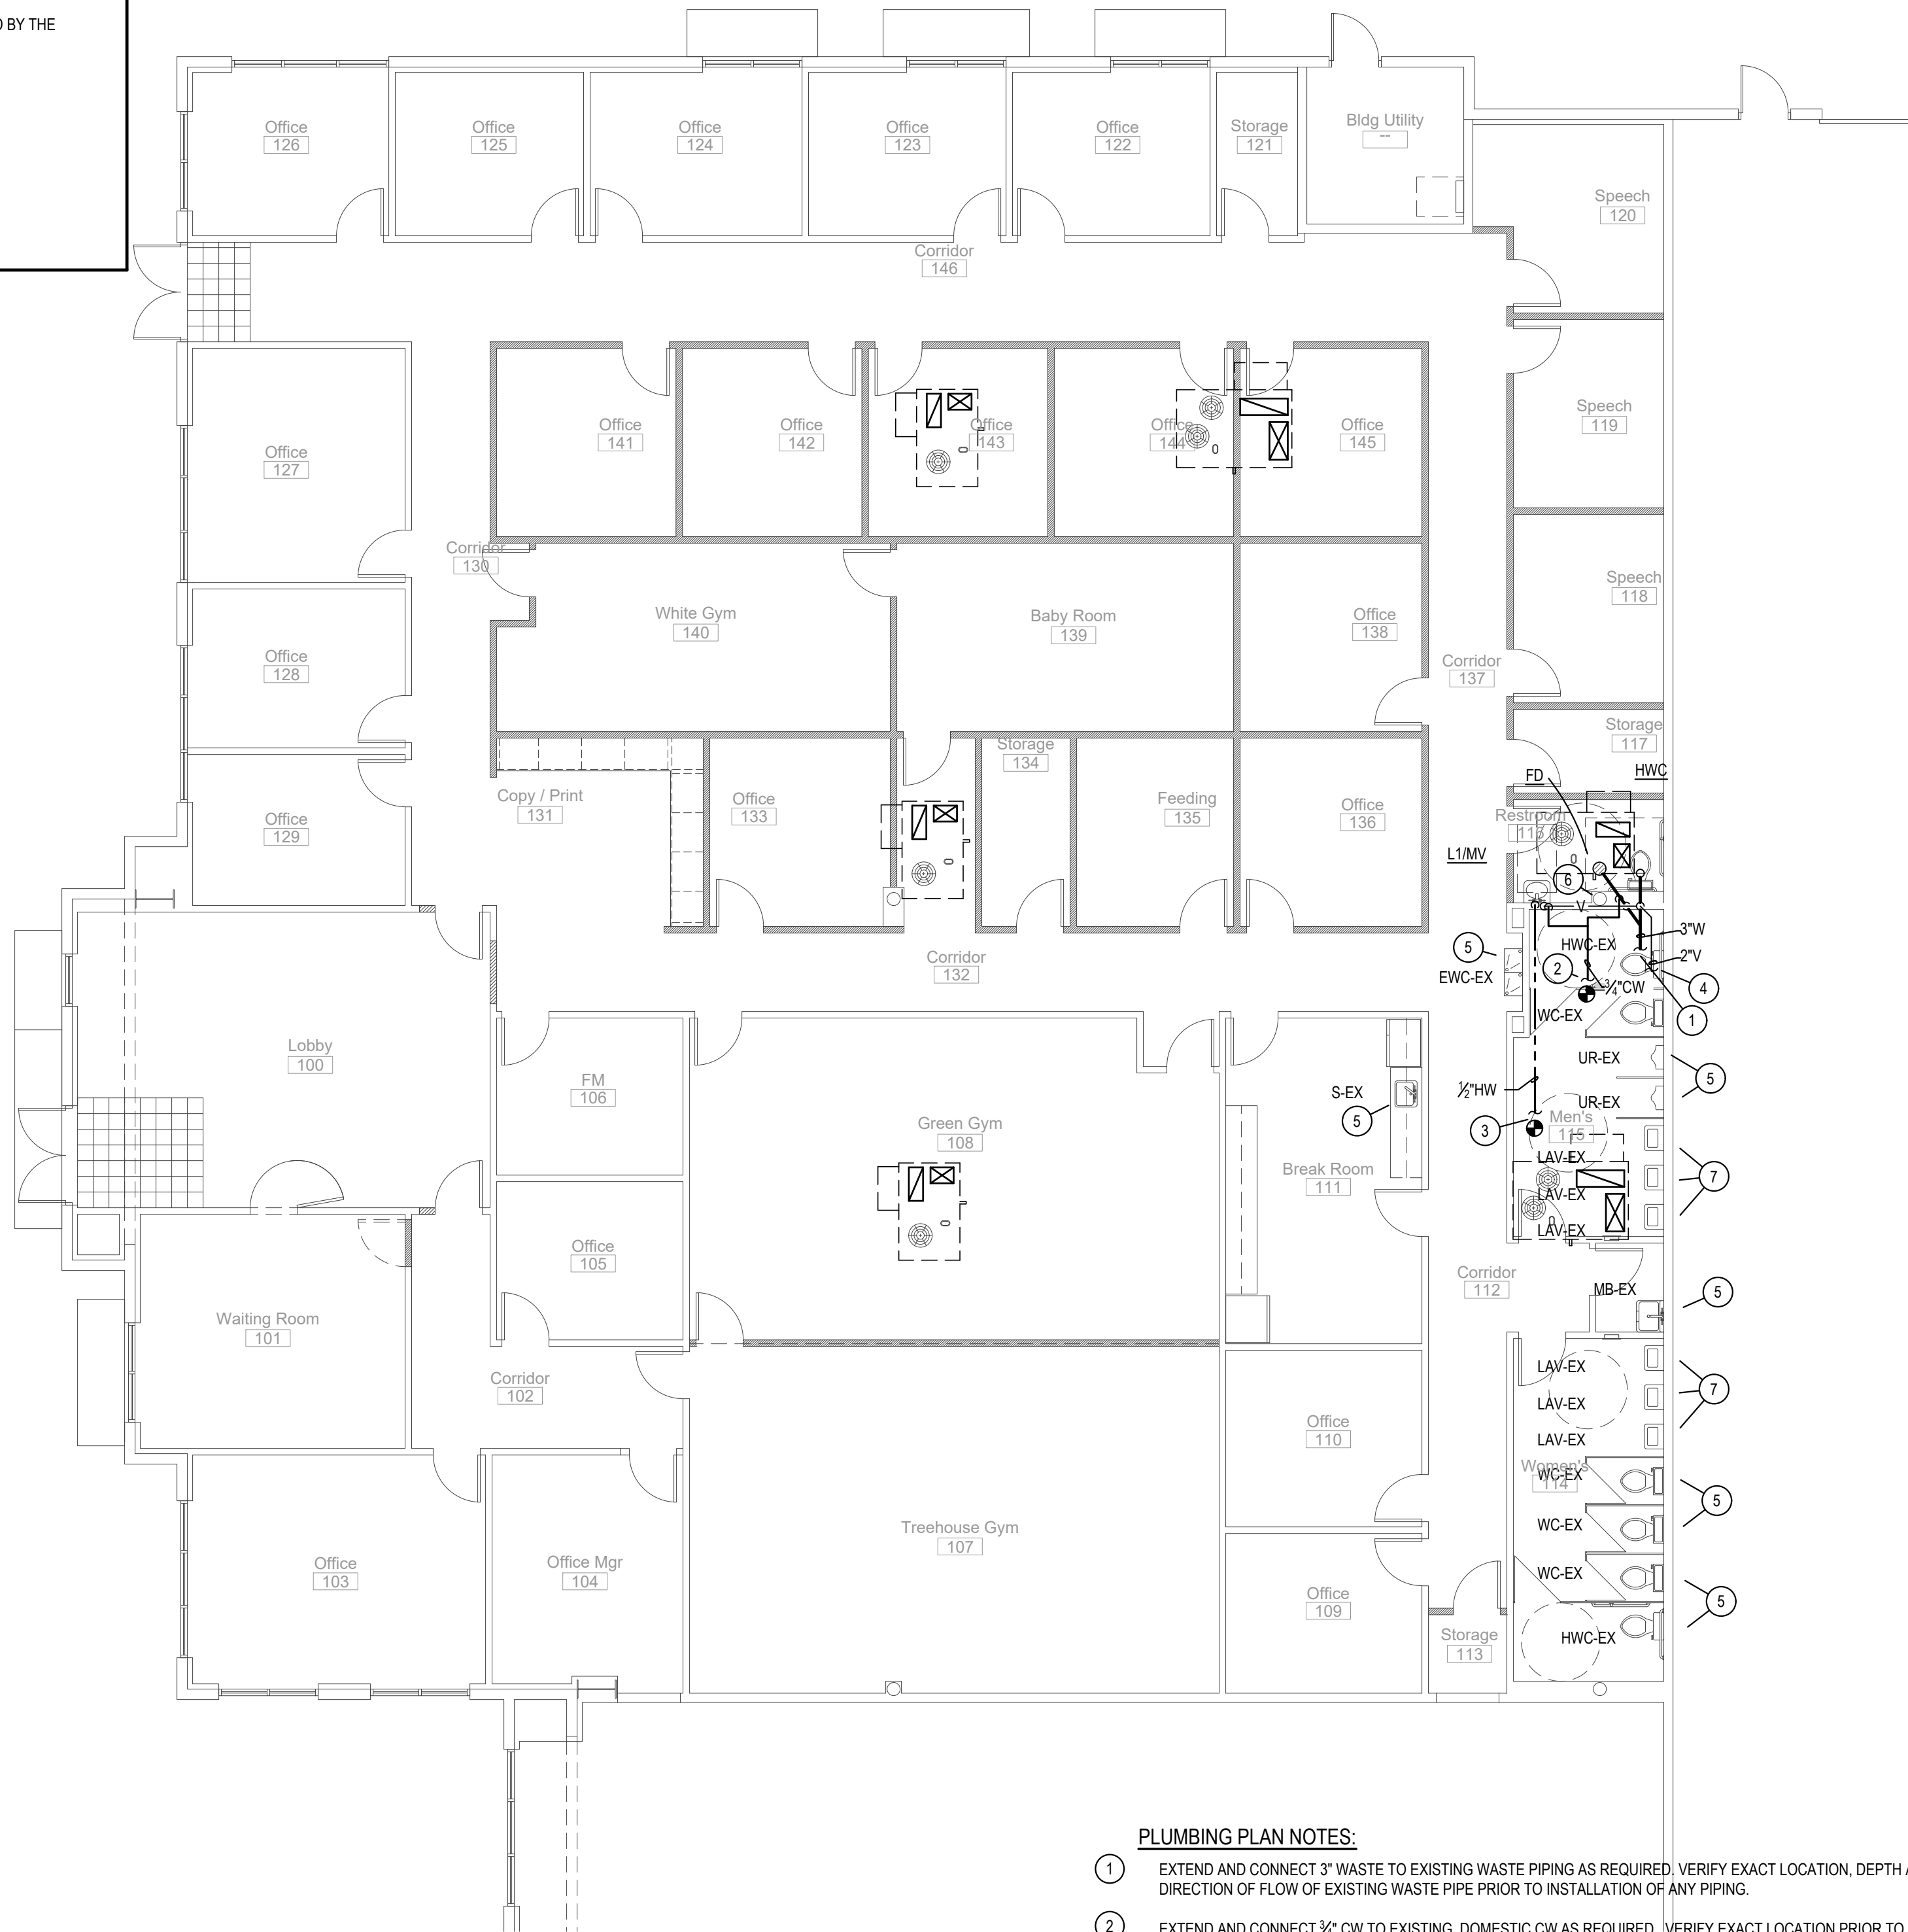 D BY THE
Office
126
Office
125
Office
124
Office
123
Office
122
Storage
121
Bldg Utility
--
Speech
120
Corridor
146
Speech
119
Office
141
Office
142
Office
143
Office
144
Office
145
Office
127
Corridor
130
White Gym
140
Baby Room
139
Office
138
Speech
118
Corridor
137
Office
128
Storage
117
Copy / Print
131
Office
133
Storage
134
Feeding
135
Office
136
Office
129
FD
HWC
Restroom
L1/MV
6
V
3"W
2"V
HWC-EX
5
EWC-EX
2
¾"CW
4
1
WC-EX
Corridor
132
Lobby
100
FM
106
Green Gym
108
S-EX
5
Break Room
111
½"HW
3
UR-EX
UR-EX
5
Men's
115
LAV-EX
LAV-EX
LAV-EX
7
Office
105
Corridor
112
MB-EX
5
Waiting Room
101
Corridor
102
Office
110
LAV-EX
LAV-EX
LAV-EX
7
Women's
114
WC-EX
WC-EX
5
WC-EX
HWC-EX
5
Office
103
Office Mgr
104
Treehouse Gym
107
Office
109
Storage
113
PLUMBING PLAN NOTES:
1 EXTEND AND CONNECT 3" WASTE TO EXISTING WASTE PIPING AS REQUIRED. VERIFY EXACT LOCATION, DEPTH A
DIRECTION OF FLOW OF EXISTING WASTE PIPE PRIOR TO INSTALLATION OF ANY PIPING.
2 EXTEND AND CONNECT ¾" CW TO EXISTING DOMESTIC CW AS REQUIRED. VERIFY EXACT LOCATION PRIOR TO